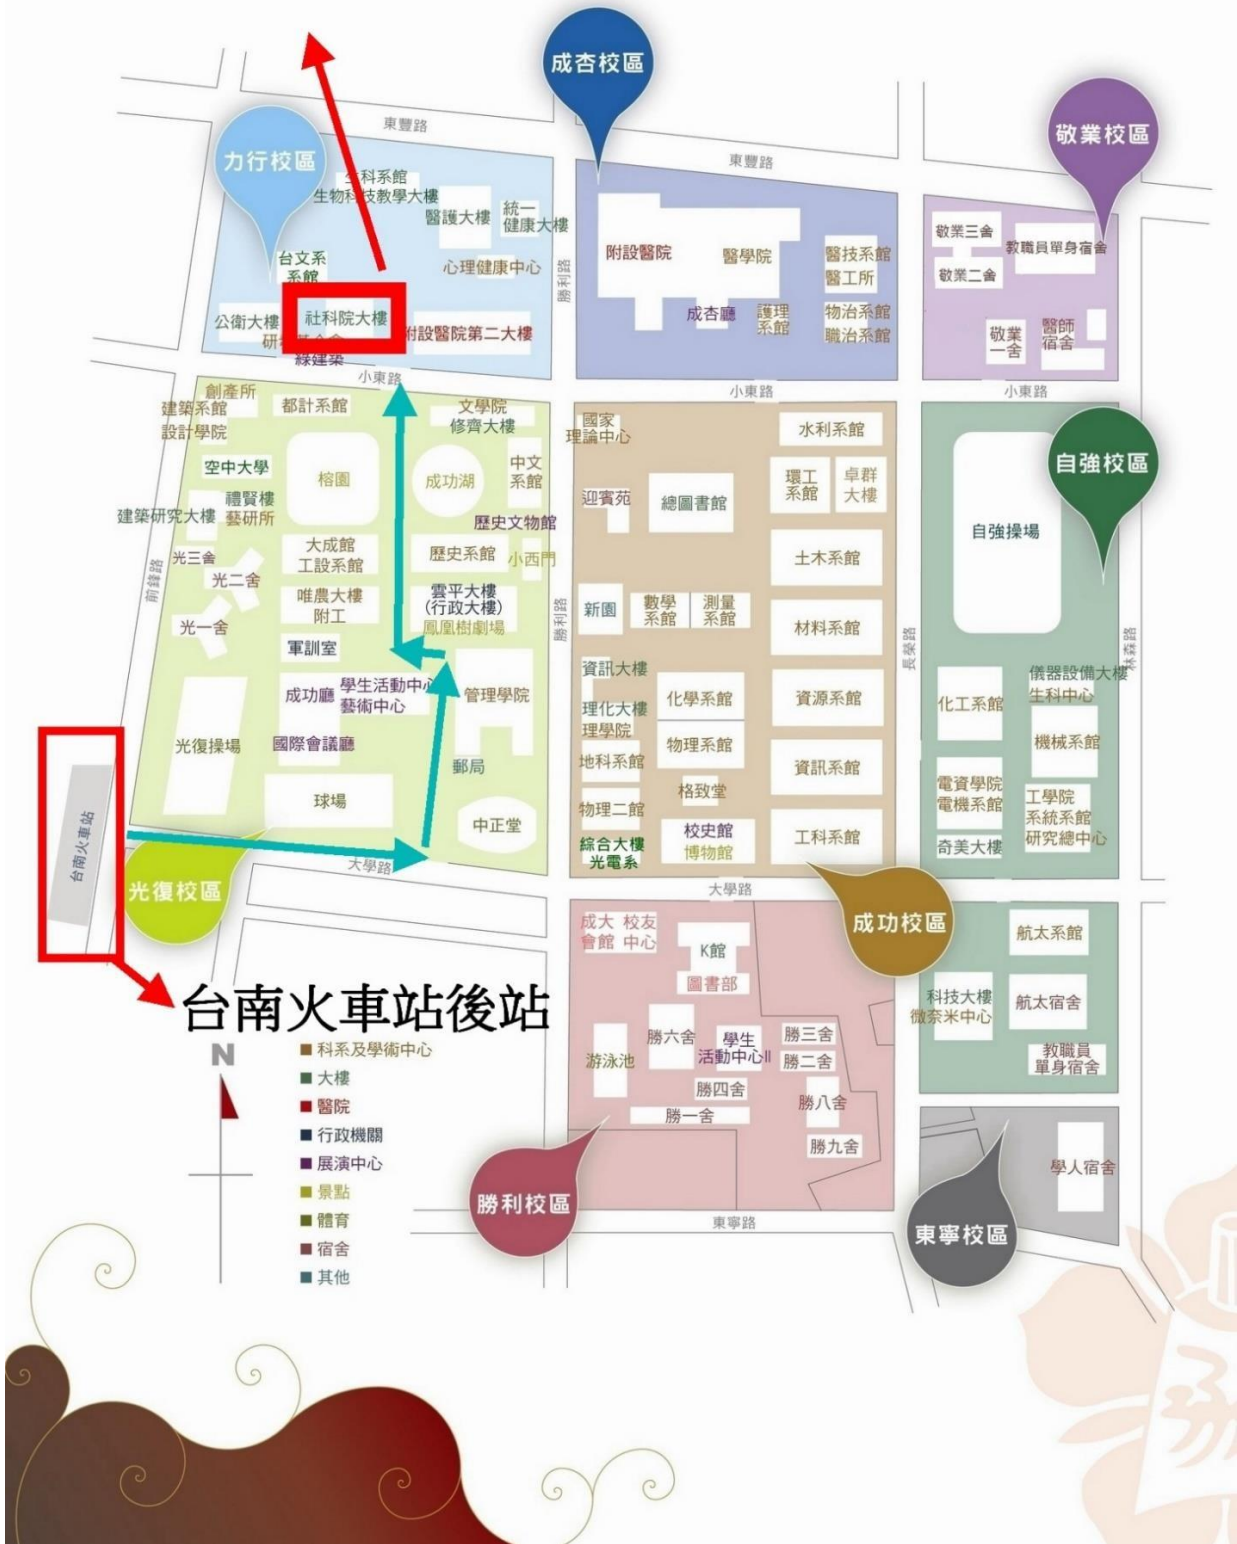 成杏校區
力行校區
敬業校區
東豐路
東豐路
生科系館
生物科技教學大樓
醫護大樓
統一
健康大樓
台文系
系館
心理健康中心
公衛大樓
社科院大樓
附設醫院第二大樓
綠建築
勝利路
附設醫院
醫學院
醫技系館
醫工所
成杏廳
護理
系館
物治系館
職治系館
敬業三舍
教職員單身宿舍
敬業二舍
敬業
一舍
醫師
宿舍
小東路
小東路
小東路
創產所
建築系館
設計學院
都計系館
文學院
修齊大樓
空中大學
榕園
成功湖
中文
系館
禮賢樓
建築研究大樓
藝研所
歷史文物館
大成館
工設系館
歷史系館
小西門
光三舍
光二舍
光一舍
唯農大樓
附工
雲平大樓
(行政大樓)
鳳凰樹劇場
軍訓室
成功廳
學生活動中心
藝術中心
管理學院
光復操場
國際會議廳
郵局
球場
中正堂
前鋒路
勝利路
大學路
台南火車站
光復校區
國家
理論中心
水利系館
迎賓苑
總圖書館
環工
系館
卓群
大樓
土木系館
新園
數學
系館
測量
系館
材料系館
資訊大樓
理化大樓
理學院
化學系館
資源系館
地科系館
物理系館
資訊系館
物理二館
格致堂
綜合大樓
光電系
校史館
博物館
工科系館
長榮路
大學路
成功校區
自強校區
自強操場
林森路
儀器設備大樓
生科中心
化工系館
機械系館
電資學院
電機系館
工學院
系統系館
研究總中心
奇美大樓
成大
會館
校友
中心
K館
圖書部
航太系館
科技大樓
微奈米中心
航太宿舍
教職員
單身宿舍
游泳池
勝六舍
學生
活動中心II
勝三舍
勝二舍
勝四舍
勝八舍
勝一舍
勝九舍
學人宿舍
勝利校區
東寧路
東寧校區
台南火車站後站
N
科系及學術中心
大樓
醫院
行政機關
展演中心
景點
體育
宿舍
其他